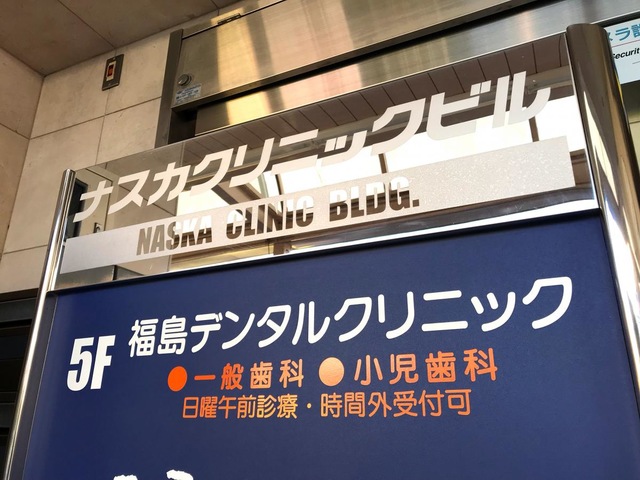 ナスカクリニックビル
NASKA CLINIC BLDG.
5F 福島デンタルクリニック
●一般歯科 ●小児歯科
日曜午前診療・時間外受付可